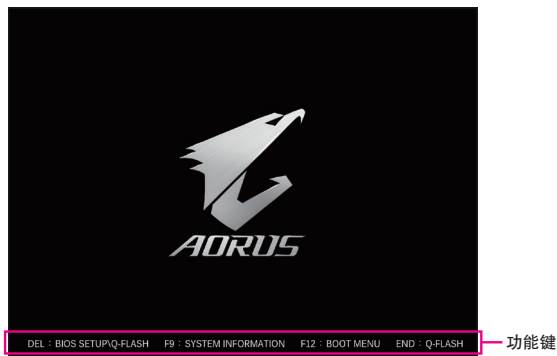 AORUS
DEL : BIOS SETUP\Q-FLASH F9 : SYSTEM INFORMATION F12 : BOOT MENU END : Q-FLASH
功能键